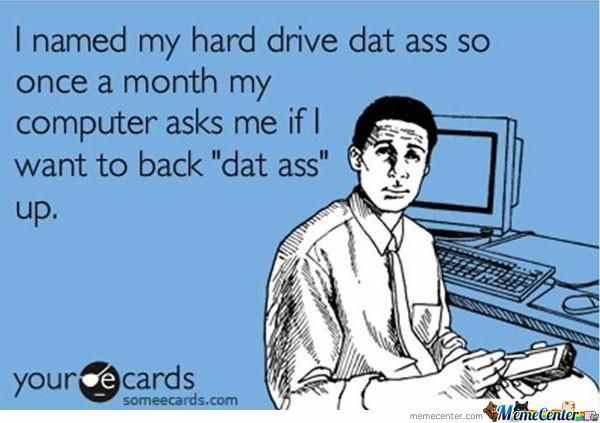 I named my hard drive dat ass so
once a month my
computer asks me if I
want to back "dat ass"
up.
your e cards
someecards.com
memecenter.com MemeCenter